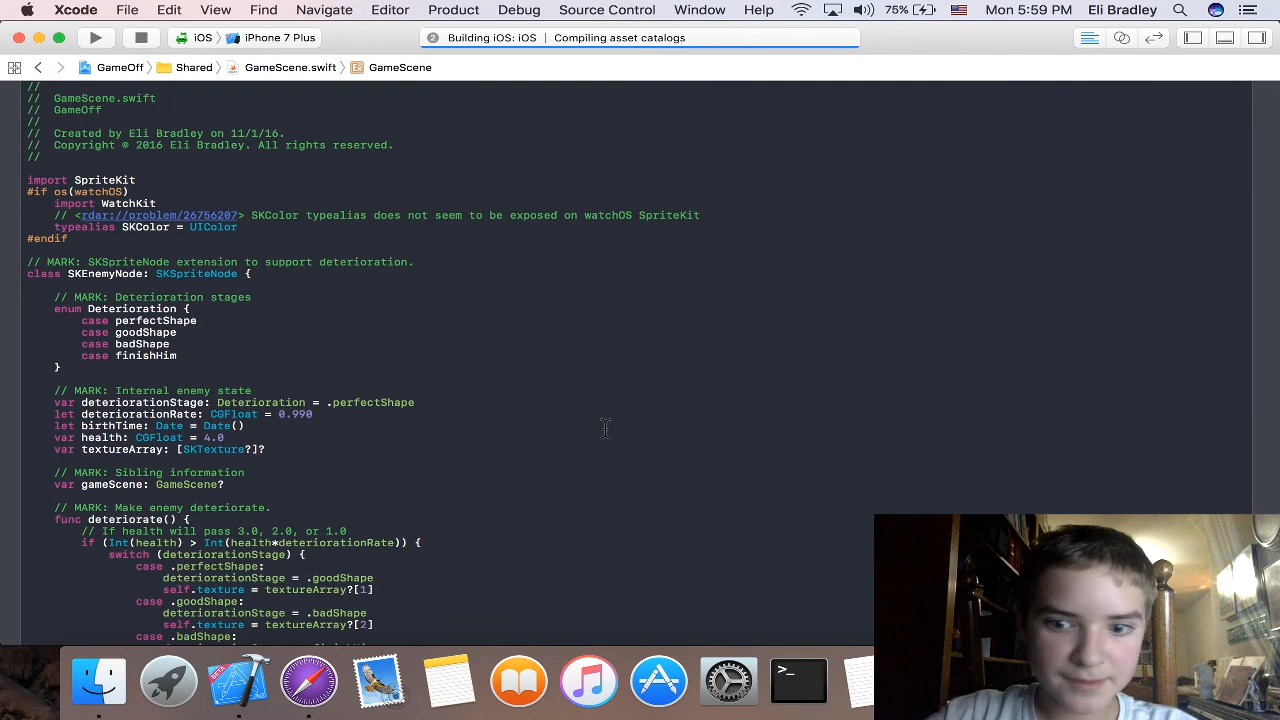 Xcode File Edit View Find Navigate Editor Product Debug Source Control Window Help 75% Mon 5:59 PM Eli Bradley
iOS iPhone 7 Plus 2 Building iOS: iOS | Compiling asset catalogs
GameOff Shared GameScene.swift GameScene
//
// GameScene.swift
// GameOff
//
// Created by Eli Bradley on 11/1/16.
// Copyright © 2016 Eli Bradley. All rights reserved.
//
import SpriteKit
#if os(watchOS)
import WatchKit
// <rdar://problem/26756207> SKColor typealias does not seem to be exposed on watchOS SpriteKit
typealias SKColor = UIColor
#endif
// MARK: SKSpriteNode extension to support deterioration.
class SKEnemyNode: SKSpriteNode {
// MARK: Deterioration stages
enum Deterioration {
case perfectShape
case goodShape
case badShape
case finishHim
}
// MARK: Internal enemy state
var deteriorationStage: Deterioration = .perfectShape
let deteriorationRate: CGFloat = 0.990
let birthTime: Date = Date()
var health: CGFloat = 4.0
var textureArray: [SKTexture?]?
// MARK: Sibling information
var gameScene: GameScene?
// MARK: Make enemy deteriorate.
func deteriorate() {
// If health will pass 3.0, 2.0, or 1.0
if (Int(health) > Int(health*deteriorationRate)) {
switch (deteriorationStage) {
case .perfectShape:
deteriorationStage = .goodShape
self.texture = textureArray?[1]
case .goodShape:
deteriorationStage = .badShape
self.texture = textureArray?[2]
case .badShape: